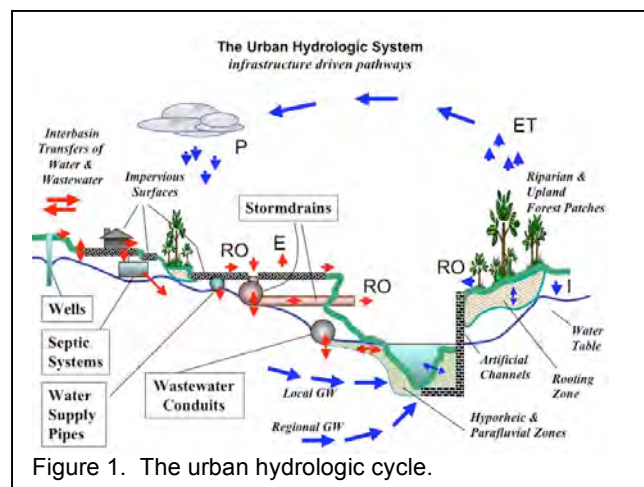 The Urban Hydrologic System
infrastructure driven pathways
Interbasin
Transfers of
Water &
Wastewater
Impervious
Surfaces
P
ET
Riparian &
Upland
Forest Patches
Stormdrains
RO
E
RO
RO
I
Wells
Septic
Systems
Water
Supply
Pipes
Wastewater
Conduits
Local GW
Regional GW
Water
Table
Artificial
Channels
Rooting
Zone
Hyporheic &
Parafluvial Zones
Figure 1. The urban hydrologic cycle.